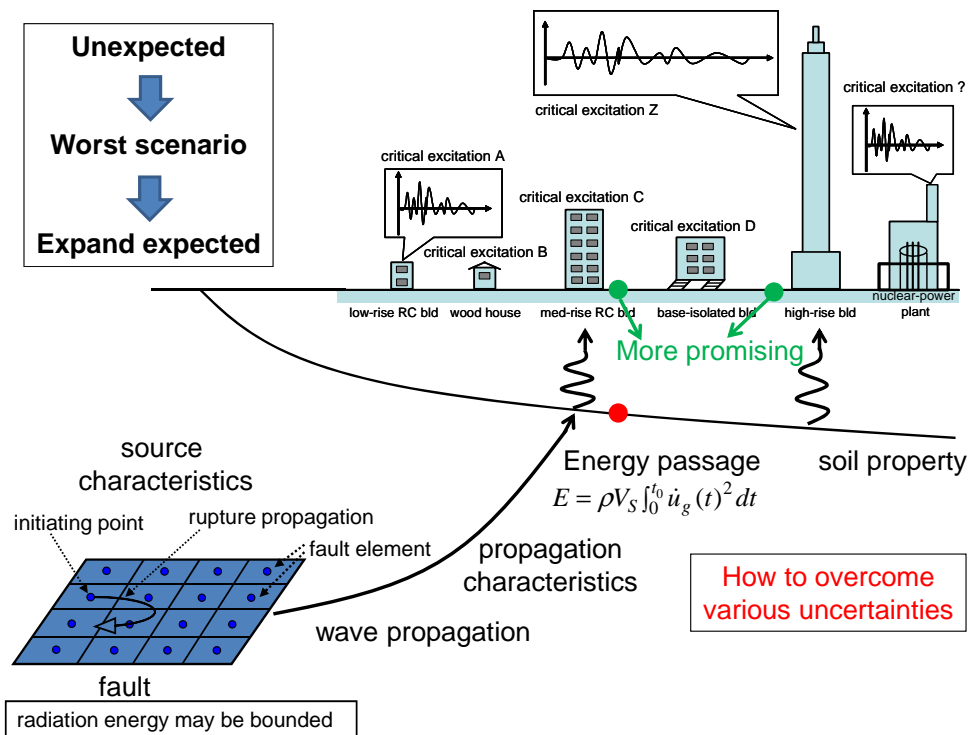 Unexpected
Worst scenario
Expand expected
critical excitation Z
critical excitation ?
critical excitation A
critical excitation B
critical excitation C
critical excitation D
low-rise RC bld
wood house
med-rise RC bld
base-isolated bld
high-rise bld
nuclear-power
plant
More promising
source
characteristics
initiating point
rupture propagation
fault element
Energy passage
E = ρV_S ∫_0^{t_0} u̇_g(t)^2 dt
soil property
propagation
characteristics
wave propagation
How to overcome
various uncertainties
fault
radiation energy may be bounded